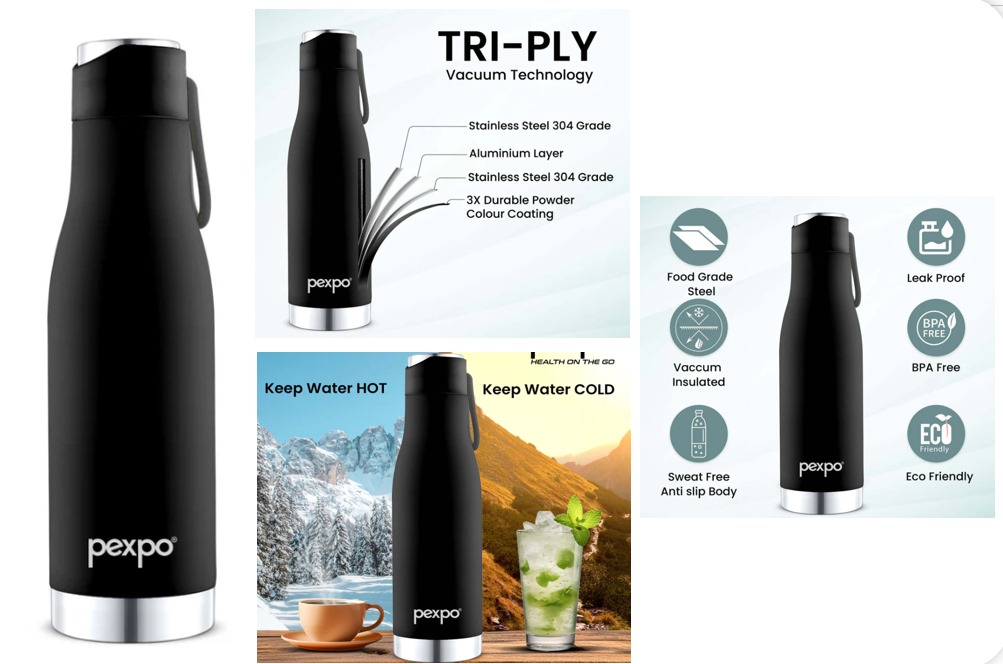 pexpo®
TRI-PLY
Vacuum Technology
Stainless Steel 304 Grade
Aluminium Layer
Stainless Steel 304 Grade
3X Durable Powder
Colour Coating
pexpo®
HEALTH ON THE GO
Keep Water HOT
Keep Water COLD
pexpo®
Food Grade
Steel
Vaccum
Insulated
Sweat Free
Anti slip Body
pexpo®
Leak Proof
BPA
FREE
BPA Free
ECO
Friendly
Eco Friendly